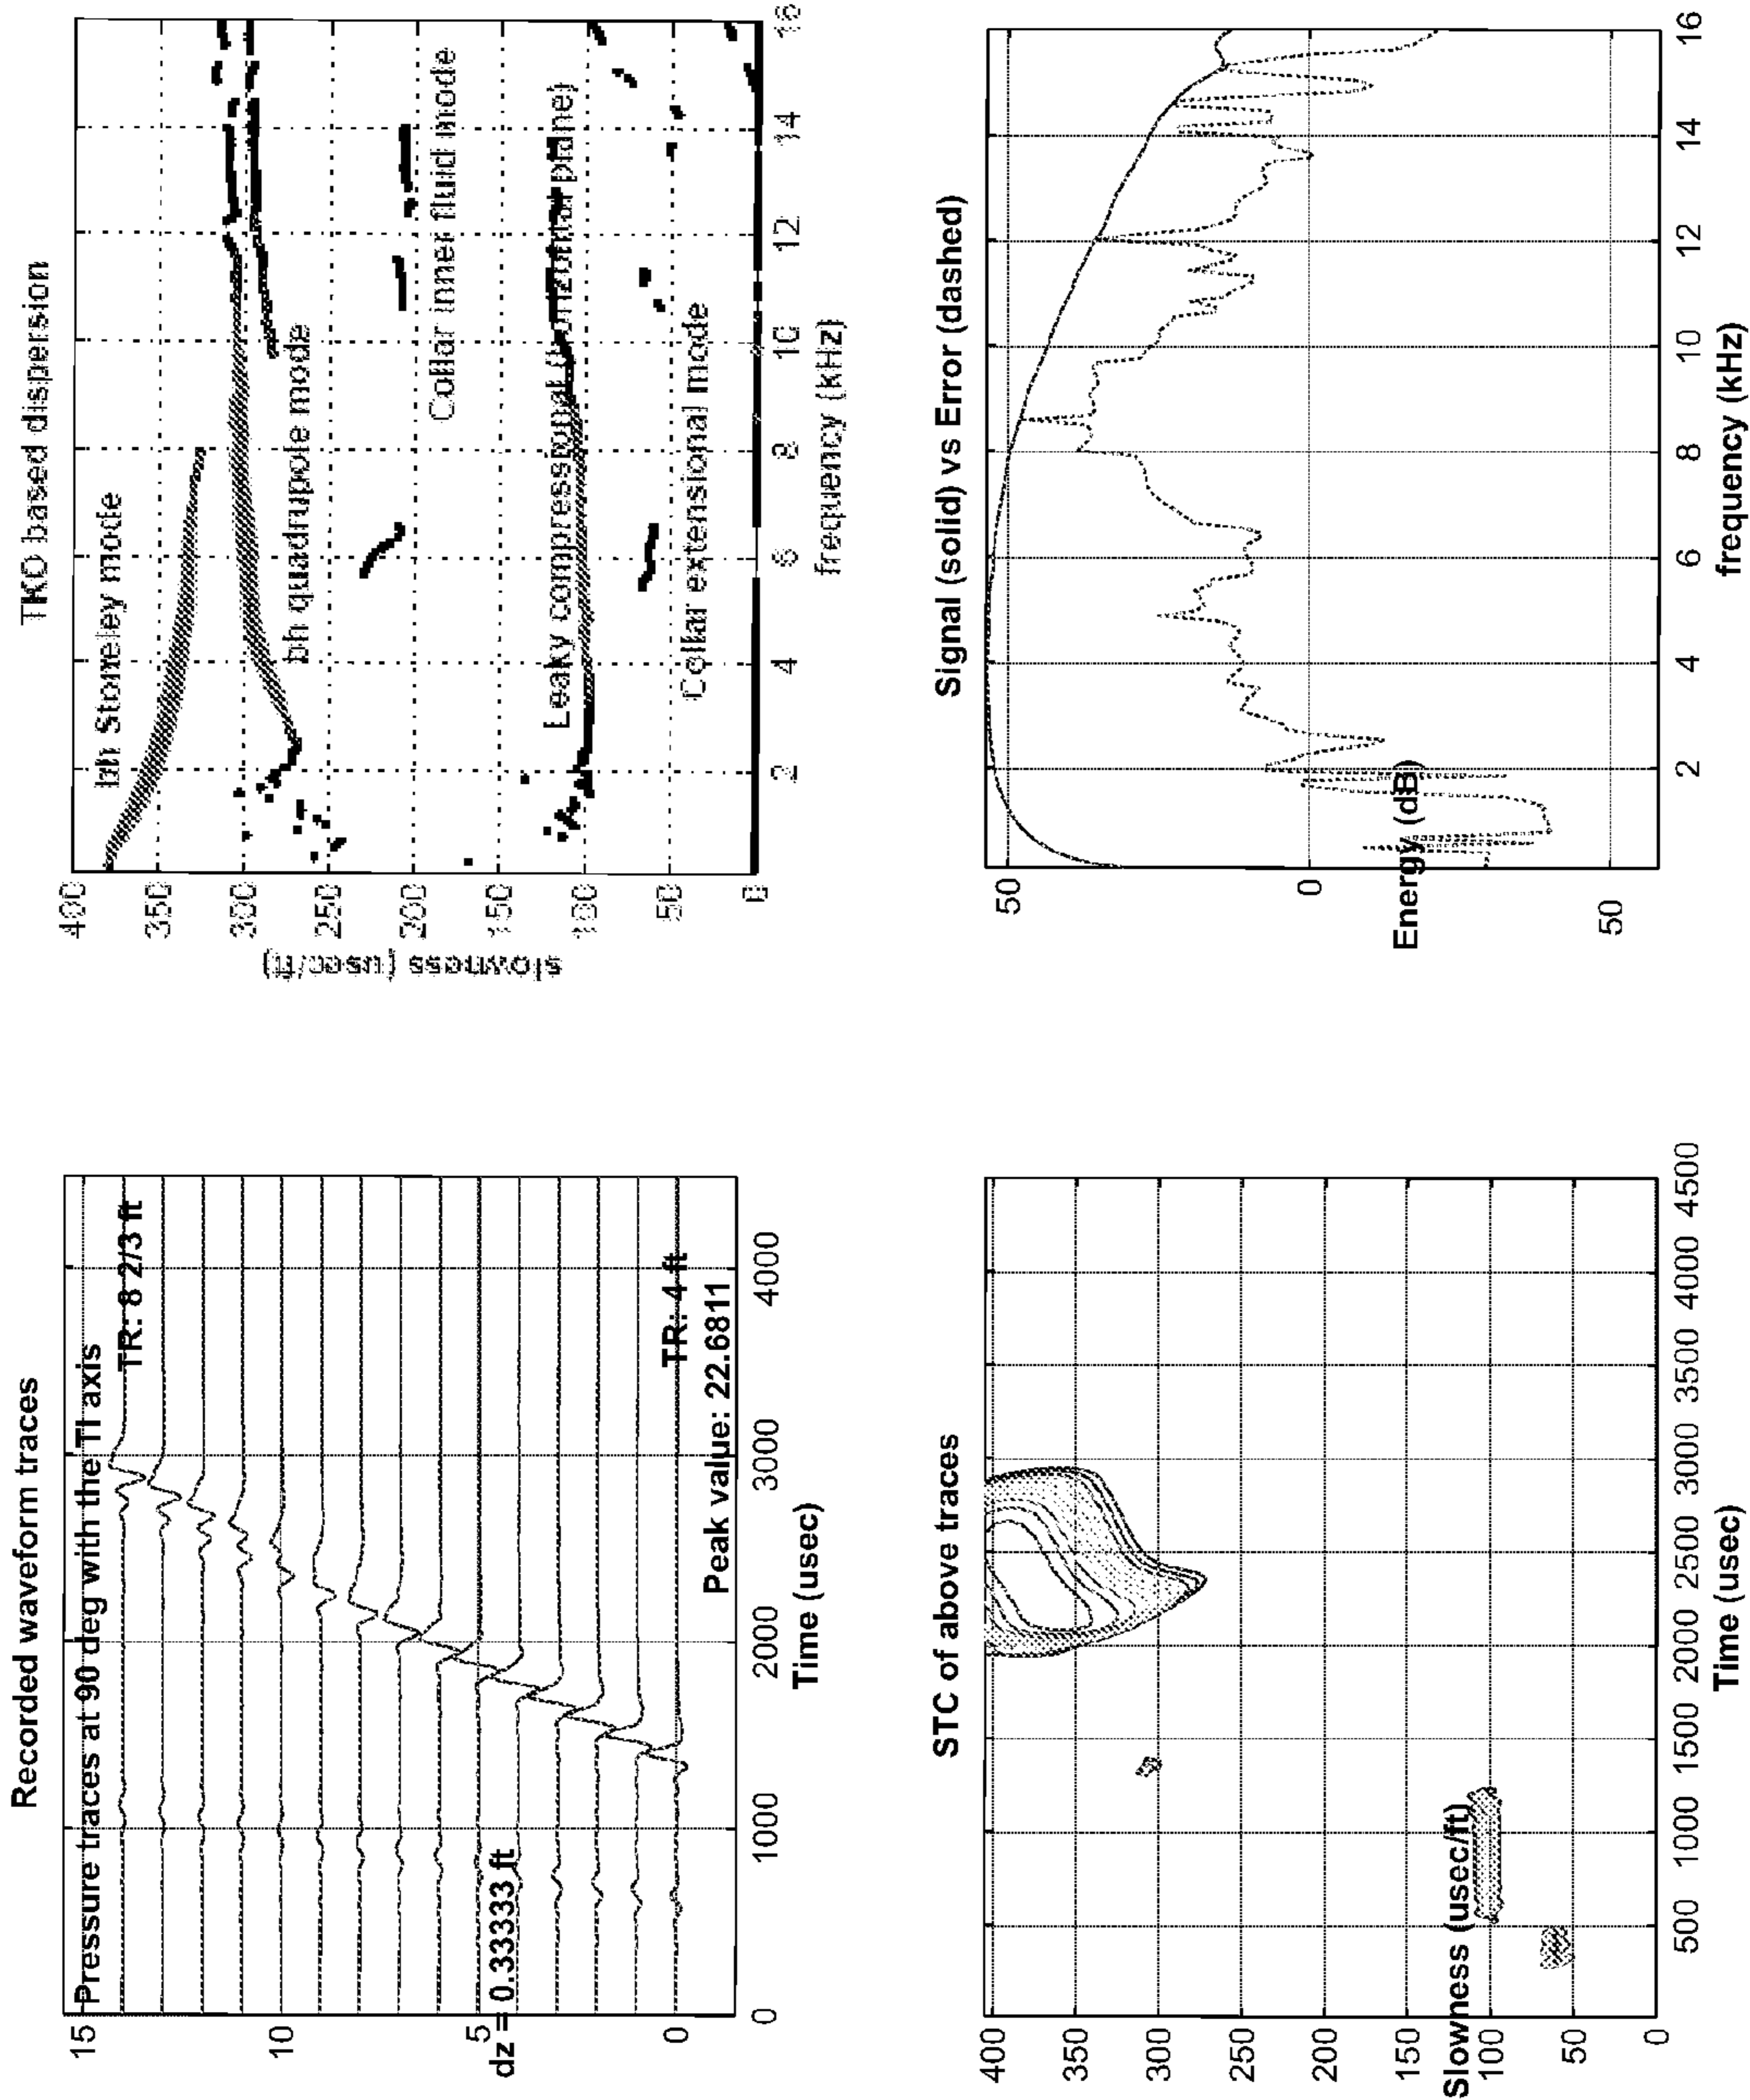 Recorded waveform traces
Pressure traces at 90 deg with the TI axis
TR: 8 2/3 ft
15
10
5
0
dz = 0.33333 ft
TR: 4 ft
Peak value: 22.6811
0
1000
2000
3000
4000
Time (usec)
TKO based dispersion
bh Stoneley mode
bh quadrupole mode
Collar inner fluid mode
Leaky compressional (horizontal plane)
Collar extensional mode
400
350
300
250
200
150
100
50
0
slowness (usec/ft)
2
4
6
8
10
12
14
16
frequency (kHz)
STC of above traces
400
350
300
250
200
150
100
50
0
Slowness (usec/ft)
500
1000
1500
2000
2500
3000
3500
4000
4500
Time (usec)
Signal (solid) vs Error (dashed)
50
0
50
Energy (dB)
2
4
6
8
10
12
14
16
frequency (kHz)